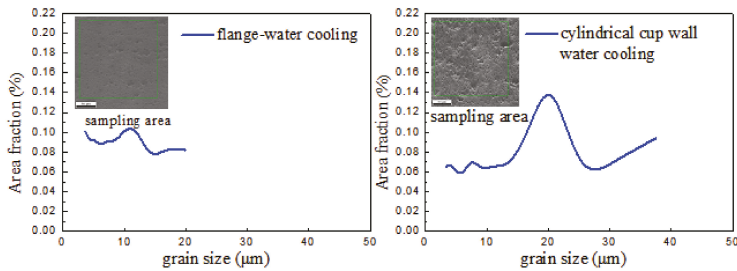 0.22
0.20
0.18
0.16
0.14
0.12
0.10
0.08
0.06
0.04
0.02
0.00
Area fraction (%)
flange-water cooling
sampling area
0 10 20 30 40 50
grain size (μm)
0.22
0.20
0.18
0.16
0.14
0.12
0.10
0.08
0.06
0.04
0.02
0.00
Area fraction (%)
cylindrical cup wall
water cooling
sampling area
0 10 20 30 40 50
grain size (μm)